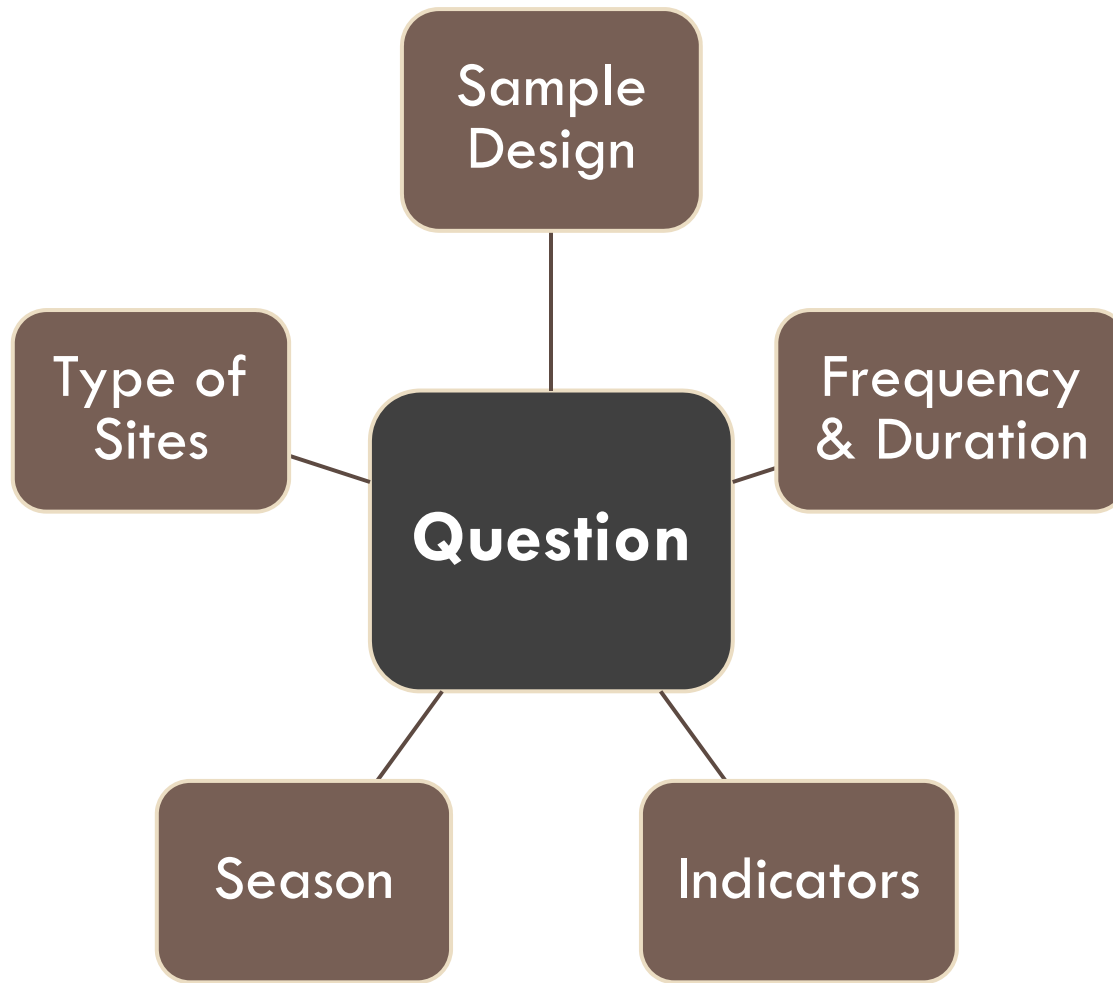 Sample
Design
Type of
Sites
Frequency
& Duration
Question
Season
Indicators